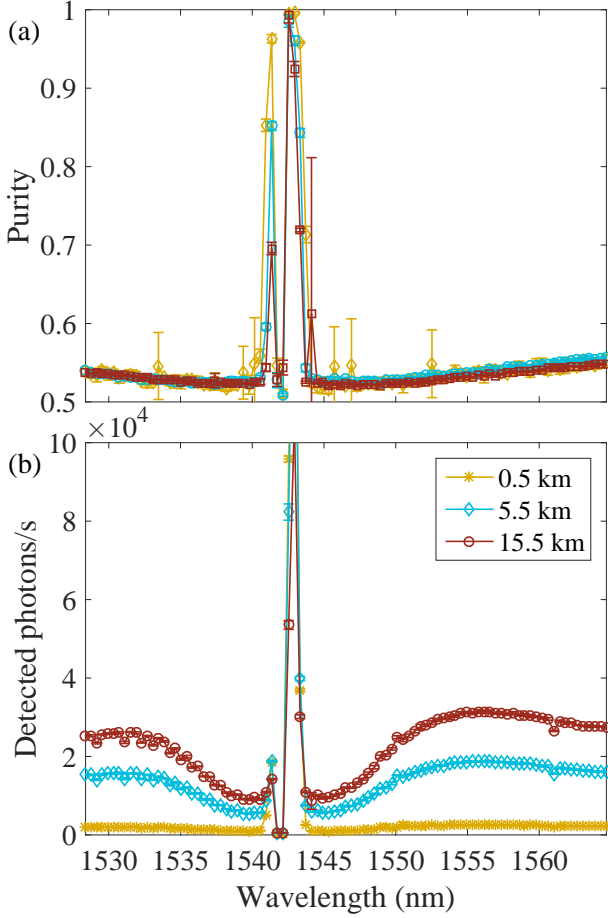 (a)
1
0.9
0.8
0.7
0.6
0.5
Purity
×10⁴
(b)
10
8
6
4
2
0
Detected photons/s
0.5 km
5.5 km
15.5 km
1530 1535 1540 1545 1550 1555 1560
Wavelength (nm)